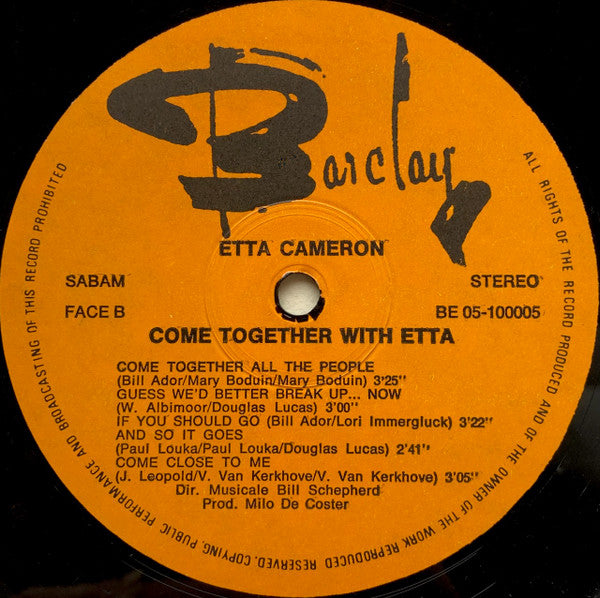 Barclay
ETTA CAMERON
SABAM
STEREO
FACE B
BE 05-100005
COME TOGETHER WITH ETTA
COME TOGETHER ALL THE PEOPLE
(Bill Ador/Mary Boduin/Mary Boduin) 3'25"
GUESS WE'D BETTER BREAK UP... NOW
(W. Albimoor/Douglas Lucas) 3'00"
IF YOU SHOULD GO (Bill Ador/Lori Immergluck) 3'22"
AND SO IT GOES
(Paul Louka/Paul Louka/Douglas Lucas) 2'41"
COME CLOSE TO ME
(J. Leopold/V. Van Kerkhove/V. Van Kerkhove) 3'05"
Dir. Musicale Bill Schepherd
Prod. Milo De Coster
ALL RIGHTS OF THE RECORD PRODUCED AND OF THE OWNER OF THE WORK REPRODUCED RESERVED. COPYING, PUBLIC PERFORMANCE AND BROADCASTING OF THIS RECORD PROHIBITED